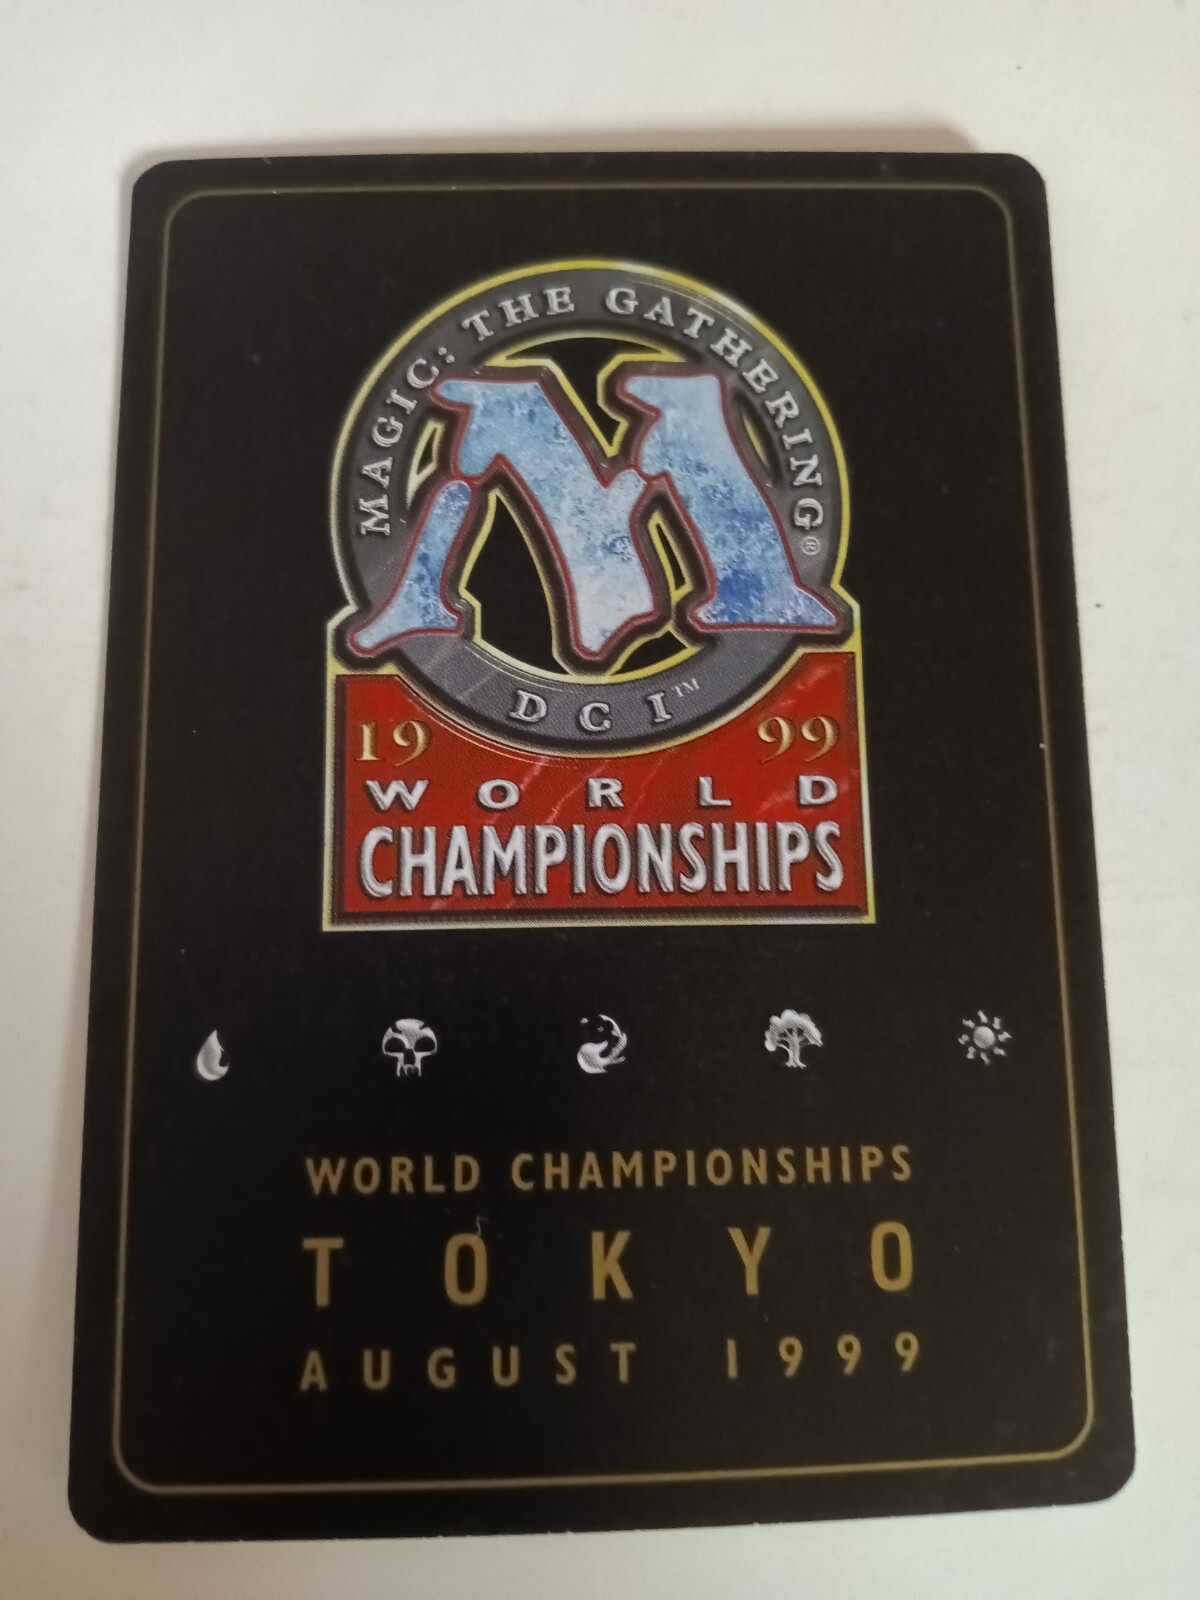 MAGIC: THE GATHERING®
DCI™
1999
WORLD
CHAMPIONSHIPS
WORLD CHAMPIONSHIPS
TOKYO
AUGUST 1999